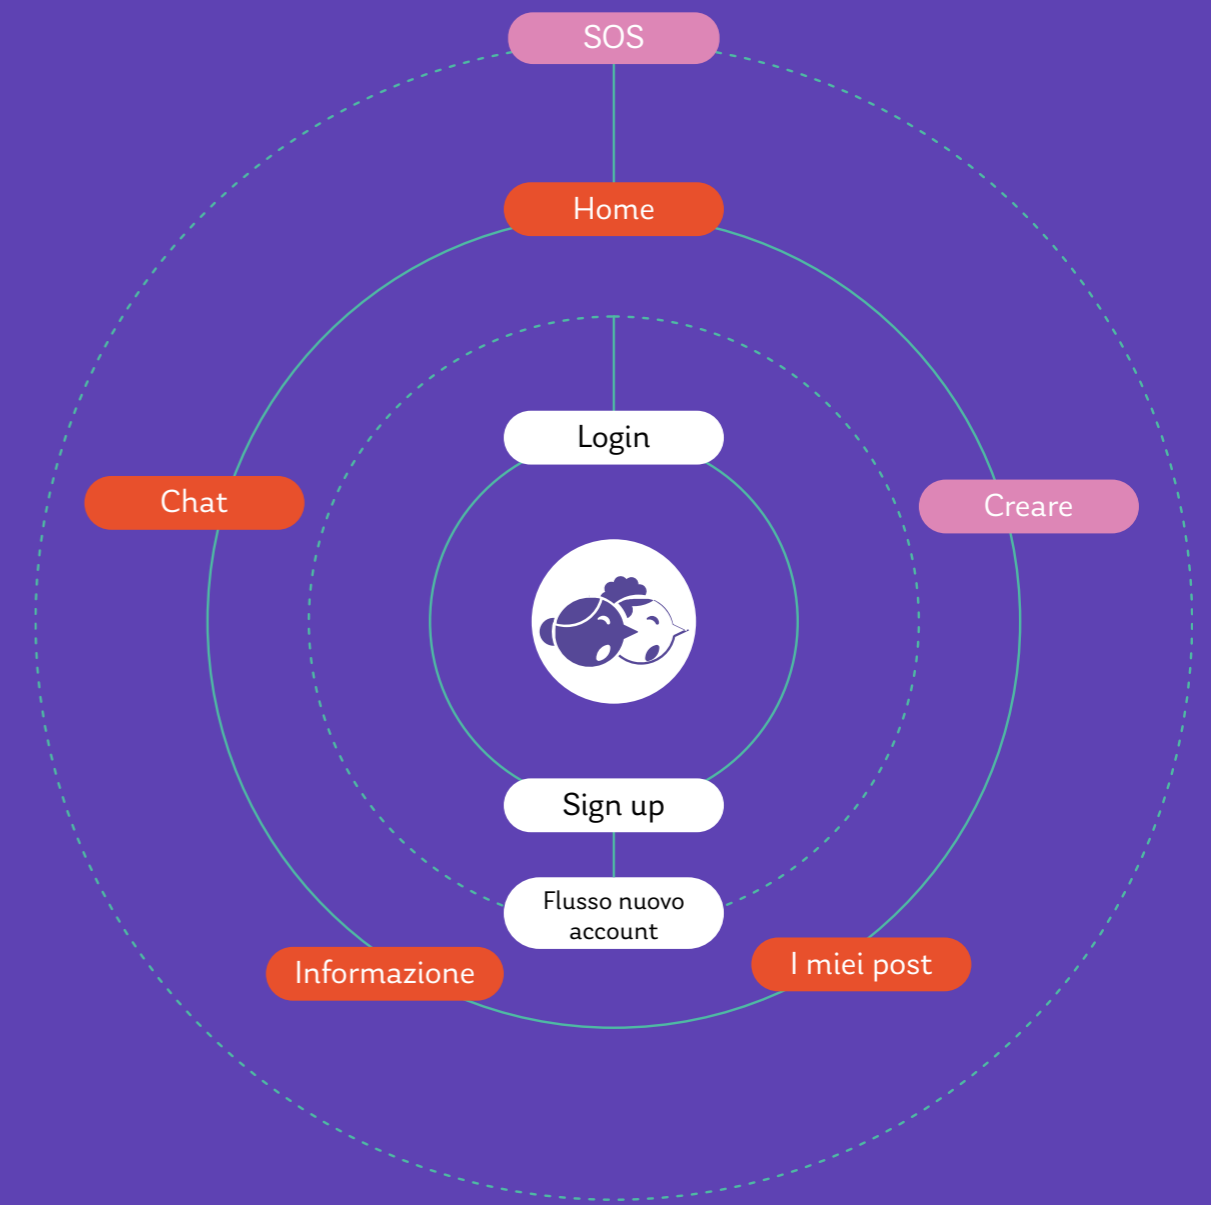 SOS
Home
Login
Chat
Creare
Sign up
Flusso nuovo
account
I miei post
Informazione